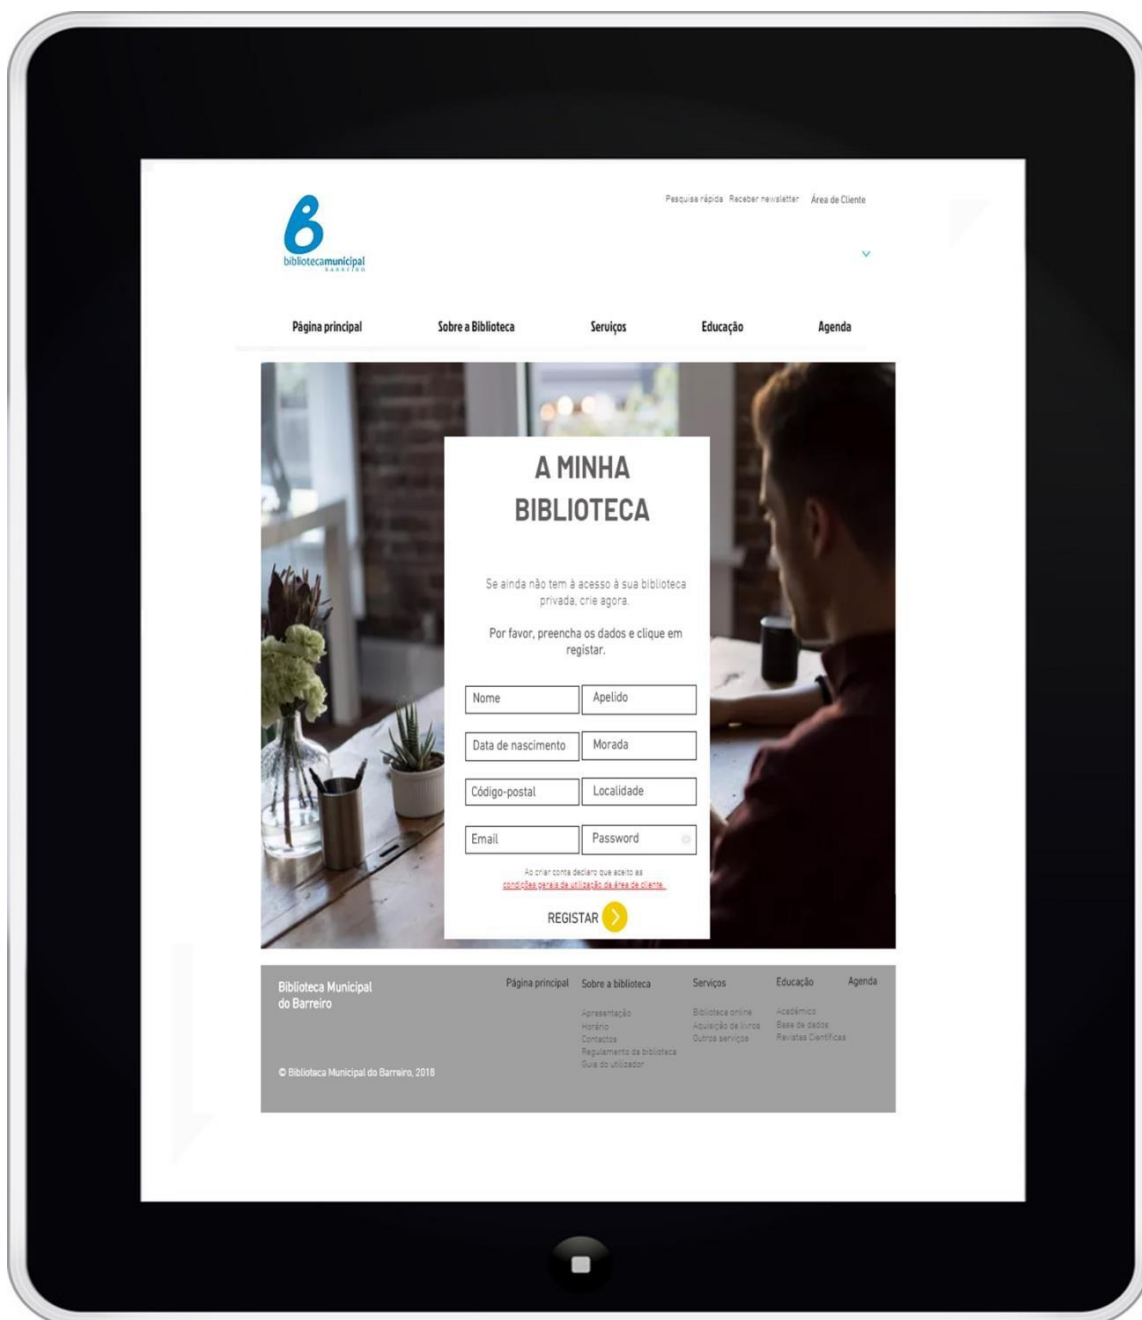 Pesquisa rápida Receber newsletter Área de Cliente
bibliotecamunicipal
BARREIRO
Página principal Sobre a Biblioteca Serviços Educação Agenda
A MINHA
BIBLIOTECA
Se ainda não tem à acesso à sua biblioteca
privada, crie agora.
Por favor, preencha os dados e clique em
registar.
Nome Apelido
Data de nascimento Morada
Código-postal Localidade
Email Password
Ao criar conta declaro que aceito as
condições gerais de utilização da área de cliente.
REGISTAR
Biblioteca Municipal
do Barreiro
© Biblioteca Municipal do Barreiro, 2018
Página principal
Sobre a biblioteca
Apresentação
Horário
Contactos
Regulamento da biblioteca
Guia do utilizador
Serviços
Biblioteca online
Aquisição de livros
Outros serviços
Educação
Académico
Base de dados
Revistas Científicas
Agenda